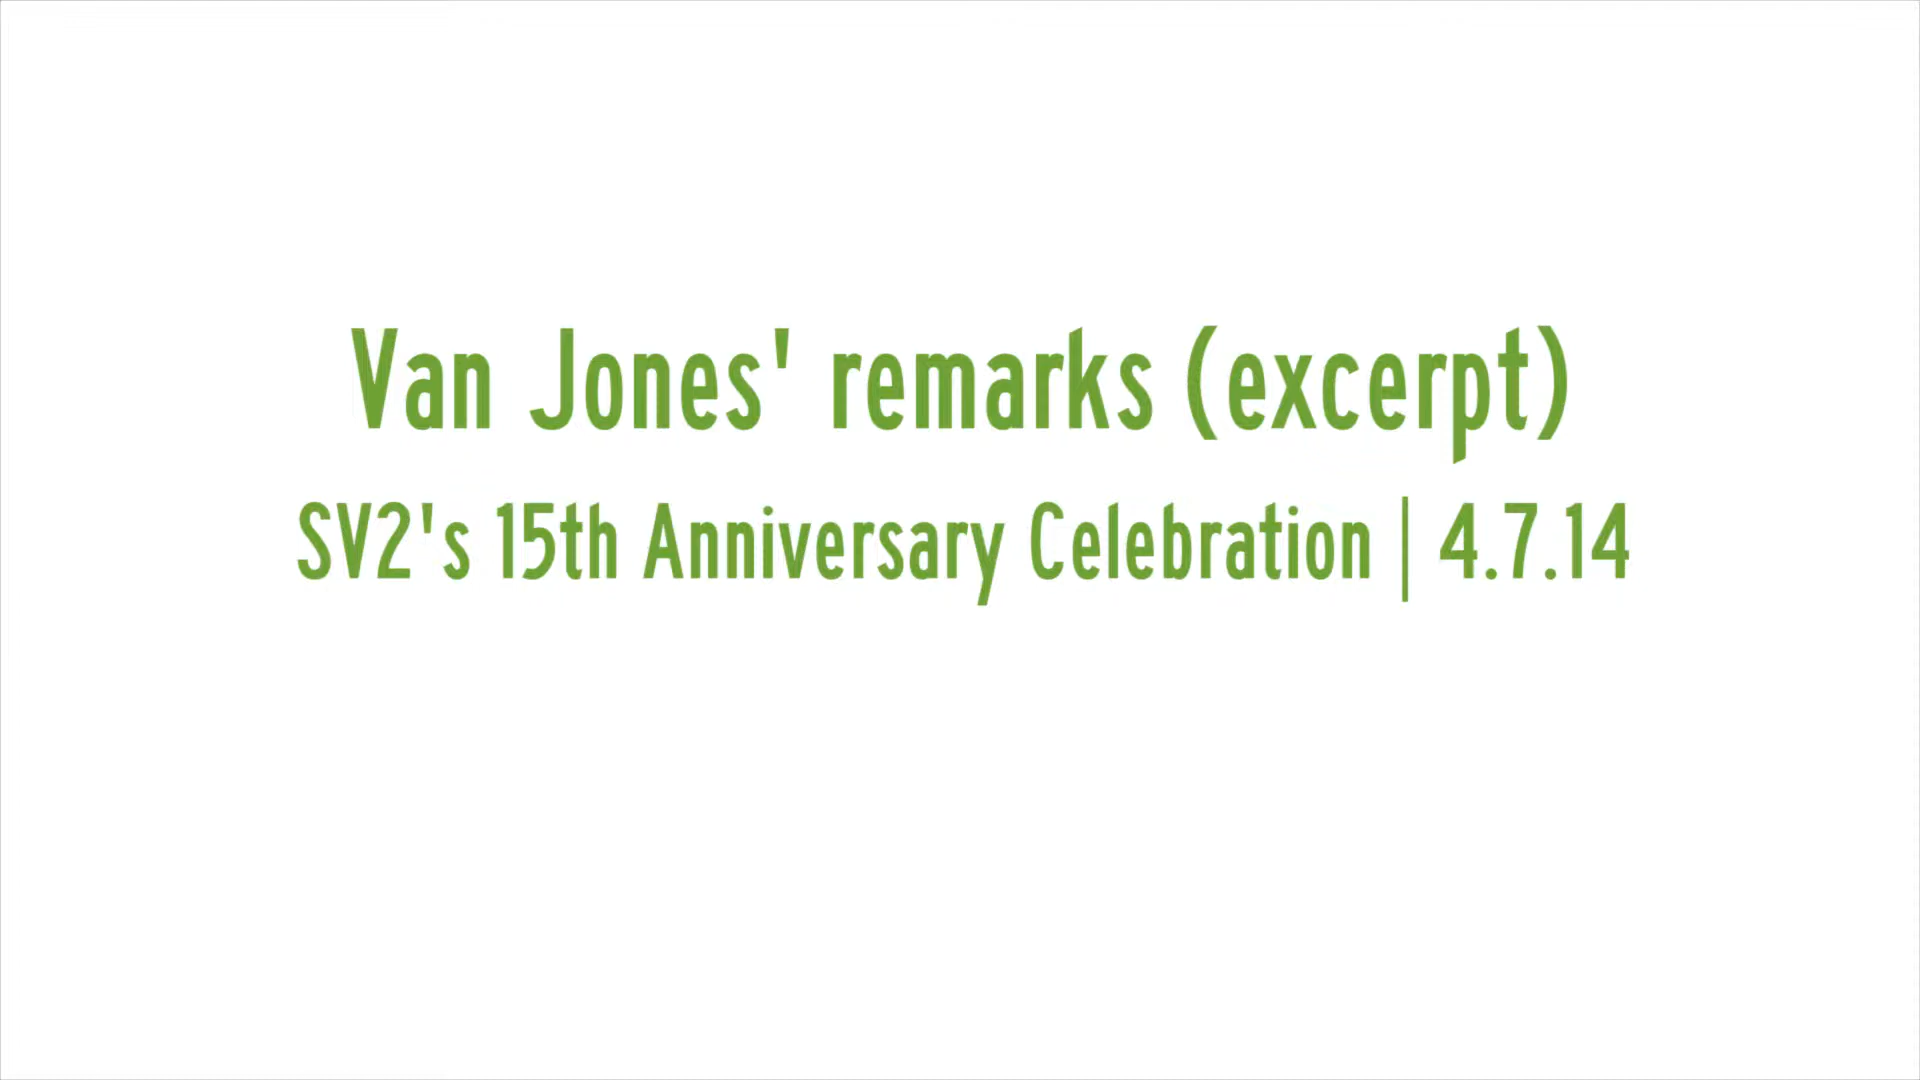 Van Jones' remarks (excerpt)
SV2's 15th Anniversary Celebration | 4.7.14